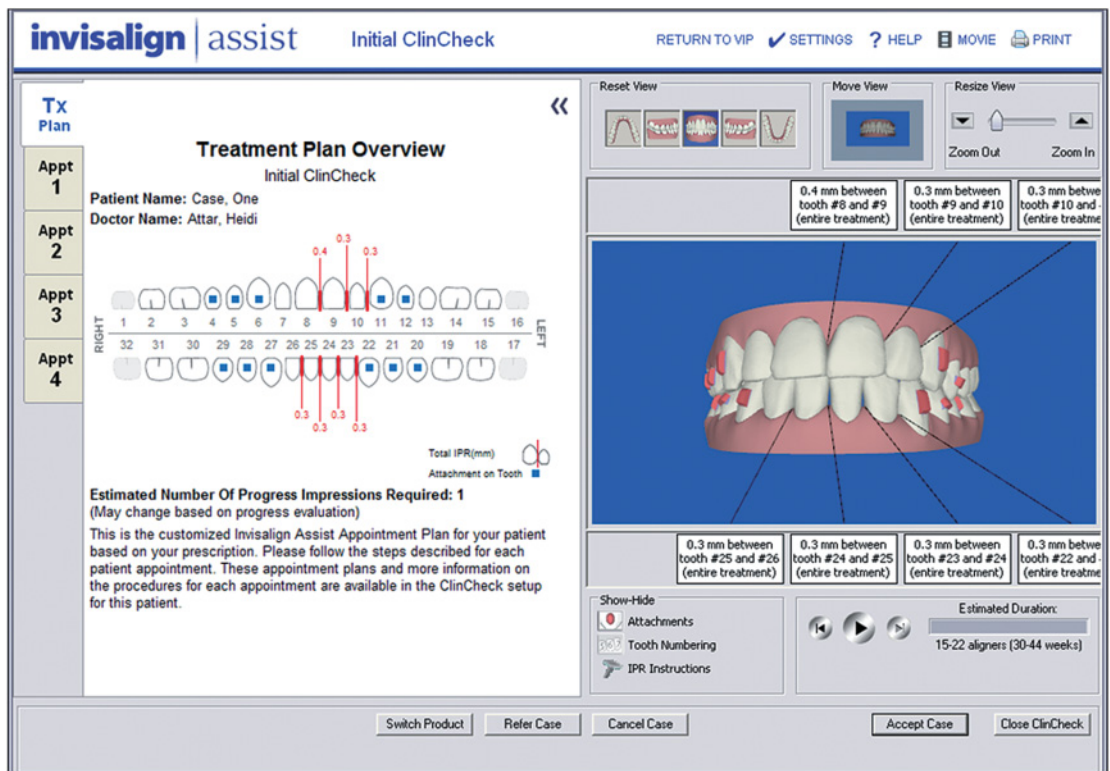 invisalign assist Initial ClinCheck RETURN TO VIP SETTINGS ? HELP MOVIE PRINT
Tx
Plan
Appt
1
Appt
2
Appt
3
Appt
4
«
Treatment Plan Overview
Initial ClinCheck
Patient Name: Case, One
Doctor Name: Attar, Heidi
0.4 0.3 0.3
1 2 3 4 5 6 7 8 9 10 11 12 13 14 15 16
RIGHT
LEFT
32 31 30 29 28 27 26 25 24 23 22 21 20 19 18 17
0.3 0.3 0.3 0.3
Total IPR(mm)
Attachment on Tooth
Estimated Number Of Progress Impressions Required: 1
(May change based on progress evaluation)
This is the customized Invisalign Assist Appointment Plan for your patient
based on your prescription. Please follow the steps described for each
patient appointment. These appointment plans and more information on
the procedures for each appointment are available in the ClinCheck setup
for this patient.
Reset View
Move View
Resize View
Zoom Out Zoom In
0.4 mm between
tooth #8 and #9
(entire treatment)
0.3 mm between
tooth #9 and #10
(entire treatment)
0.3 mm betwe
tooth #10 and
(entire treatme
0.3 mm between
tooth #25 and #26
(entire treatment)
0.3 mm between
tooth #24 and #25
(entire treatment)
0.3 mm between
tooth #23 and #24
(entire treatment)
0.3 mm betwe
tooth #22 and
(entire treatme
Show-Hide
Attachments
Tooth Numbering
IPR Instructions
Estimated Duration:
15-22 aligners (30-44 weeks)
Switch Product Refer Case Cancel Case Accept Case Close ClinCheck